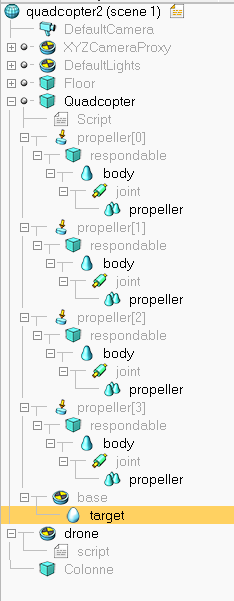 quadcopter2 (scene 1)
DefaultCamera
XYZCameraProxy
DefaultLights
Floor
Quadcopter
Script
propeller[0]
respondable
body
joint
propeller
propeller[1]
respondable
body
joint
propeller
propeller[2]
respondable
body
joint
propeller
propeller[3]
respondable
body
joint
propeller
base
target
drone
script
Colonne